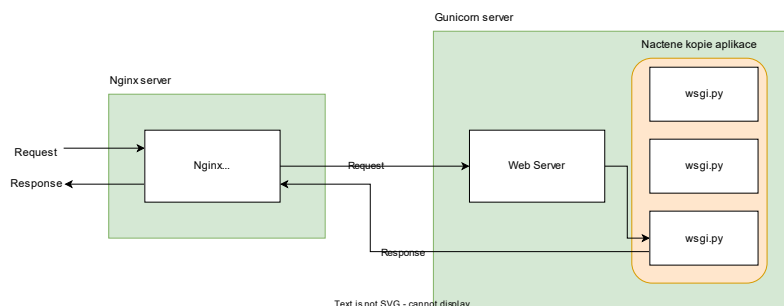 Gunicorn server
Nactene kopie aplikace
Nginx server
wsgi.py
Request
Nginx...
Request
Web Server
wsgi.py
Response
wsgi.py
Response
Text is not SVG - cannot display